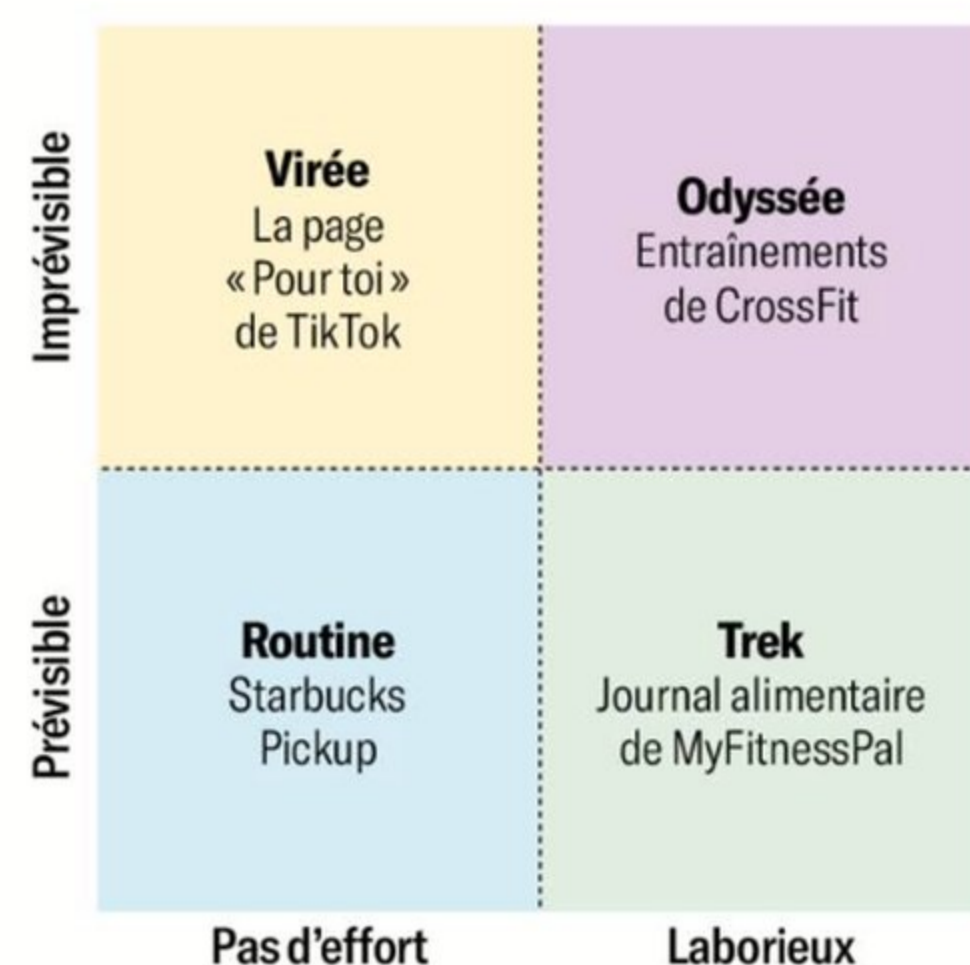 Imprévisible
Virée
La page
« Pour toi »
de TikTok
Odyssée
Entraînements
de CrossFit
Prévisible
Routine
Starbucks
Pickup
Trek
Journal alimentaire
de MyFitnessPal
Pas d’effort
Laborieux